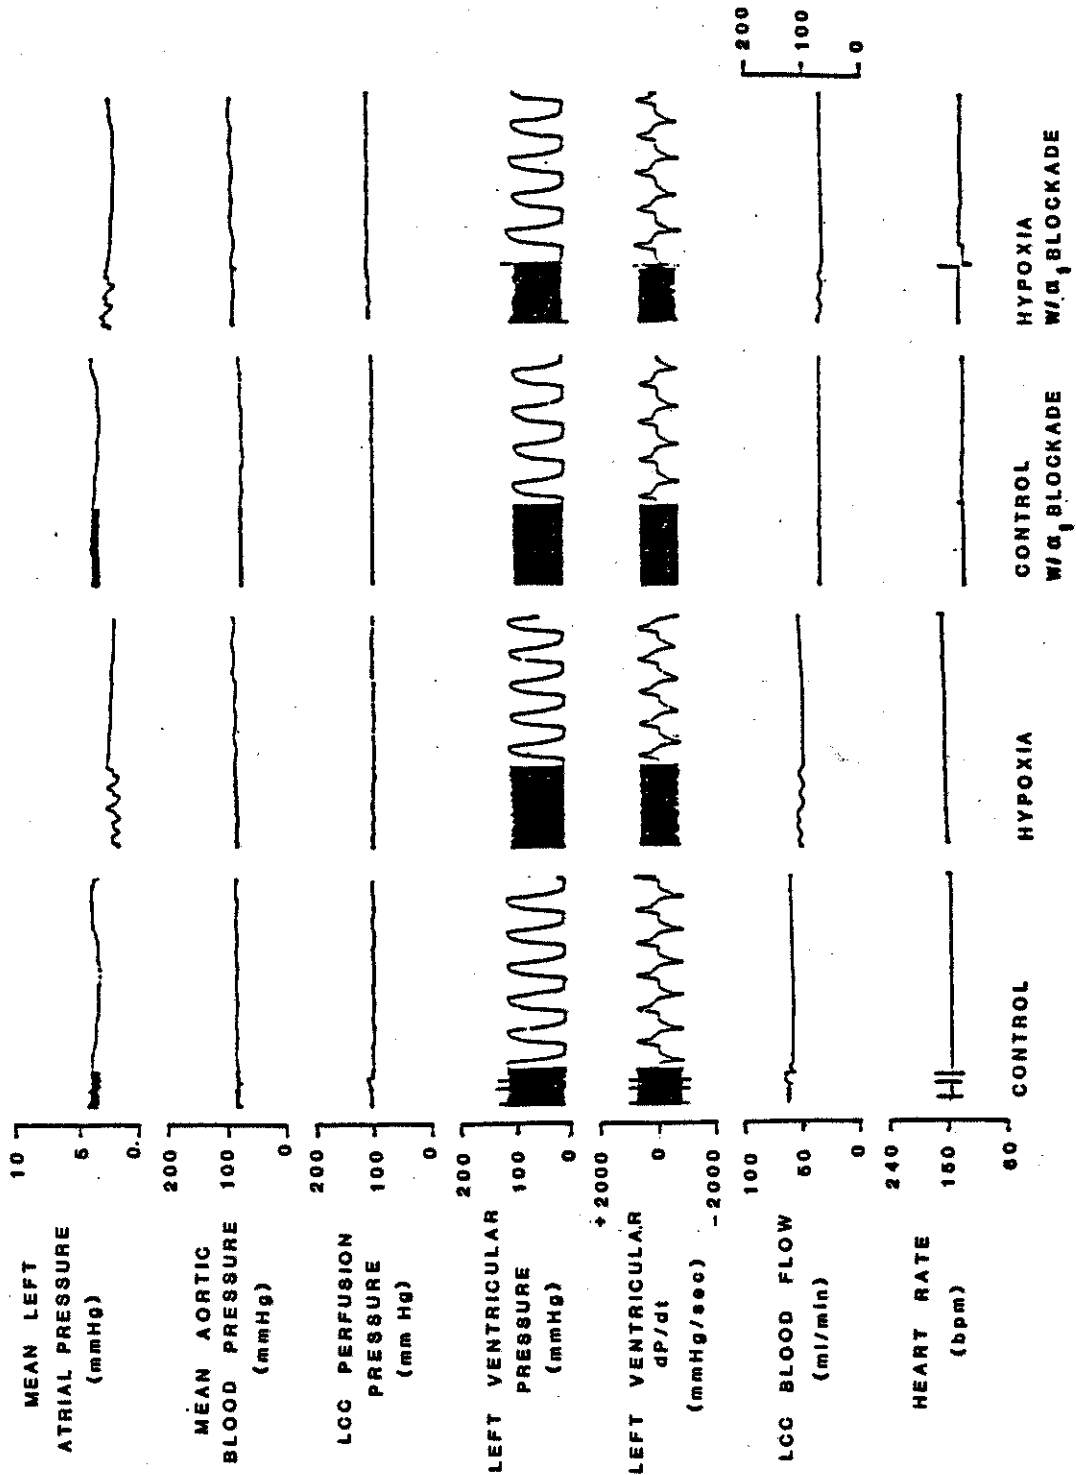 MEAN LEFT
ATRIAL PRESSURE
(mmHg)
10
5
0.
MEAN AORTIC
BLOOD PRESSURE
(mmHg)
200
100
0
LCC PERFUSION
PRESSURE
(mm Hg)
200
100
0
LEFT VENTRICULAR
PRESSURE
(mmHg)
200
100
0
LEFT VENTRICULAR
dP/dt
(mmHg/sec)
+2000
0
-2000
LCC BLOOD FLOW
(ml/min)
100
50
0
200
100
0
HEART RATE
(bpm)
240
150
60
CONTROL
HYPOXIA
CONTROL
W/α₁ BLOCKADE
HYPOXIA
W/α₁ BLOCKADE